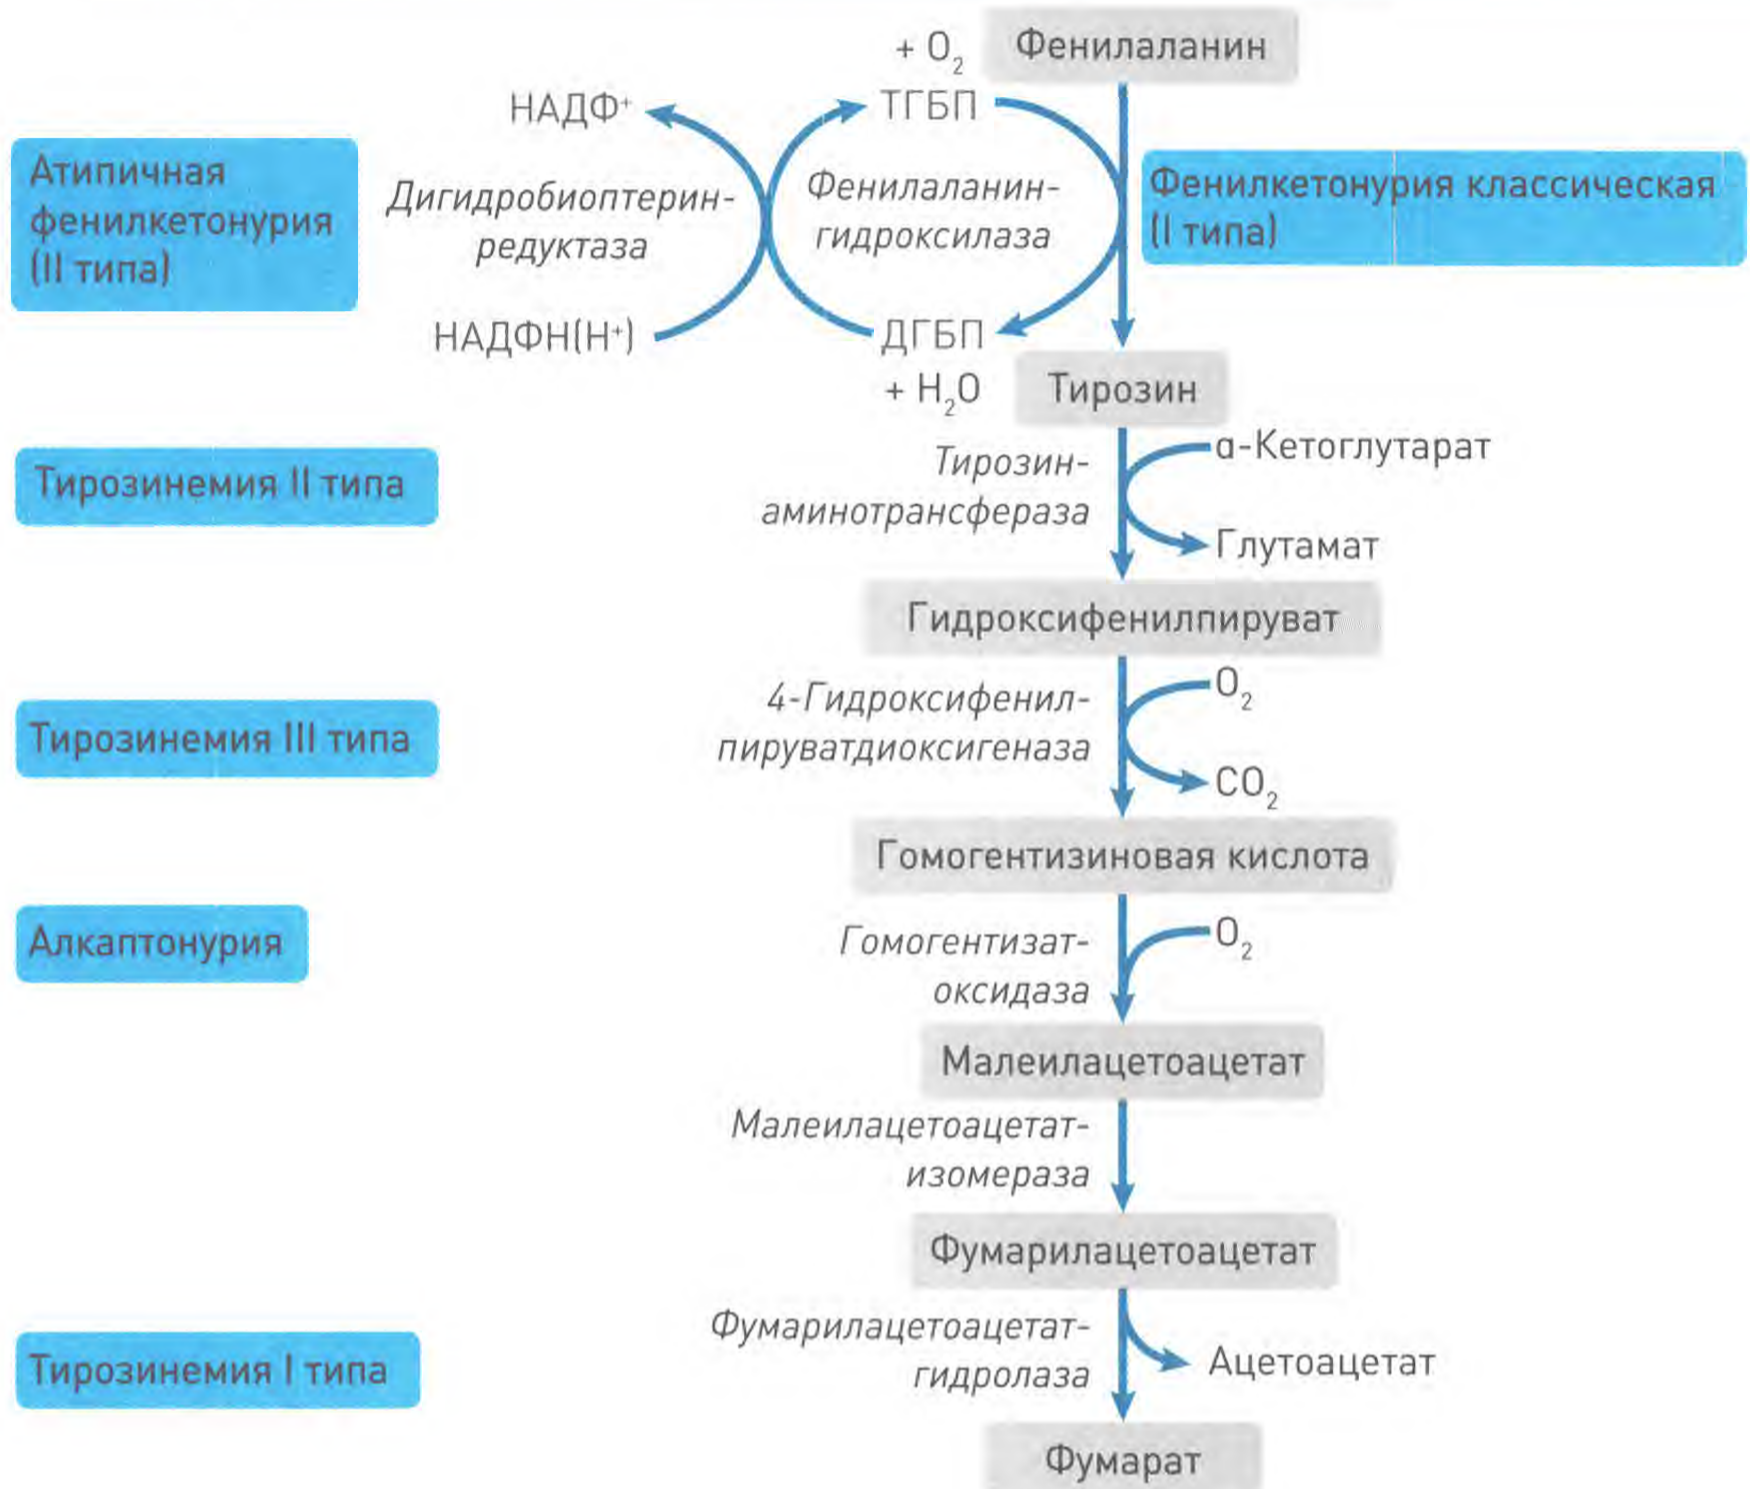 + O₂
Фенилаланин
НАДФ⁺
ТГБП
Атипичная
фенилкетонурия
(II типа)
Дигидробиоптерин-
редуктаза
Фенилаланин-
гидроксилаза
Фенилкетонурия классическая
(I типа)
НАДФН(Н⁺)
ДГБП
+ H₂O
Тирозин
Тирозинемия II типа
Тирозин-
аминотрансфераза
α-Кетоглутарат
Глутамат
Гидроксифенилпируват
Тирозинемия III типа
4-Гидроксифенил-
пируватдиоксигеназа
O₂
CO₂
Гомогентизиновая кислота
Алкаптонурия
Гомогентизат-
оксидаза
O₂
Малеилацетоацетат
Малеилацетоацетат-
изомераза
Фумарилацетоацетат
Тирозинемия I типа
Фумарилацетоацетат-
гидролаза
Ацетоацетат
Фумарат